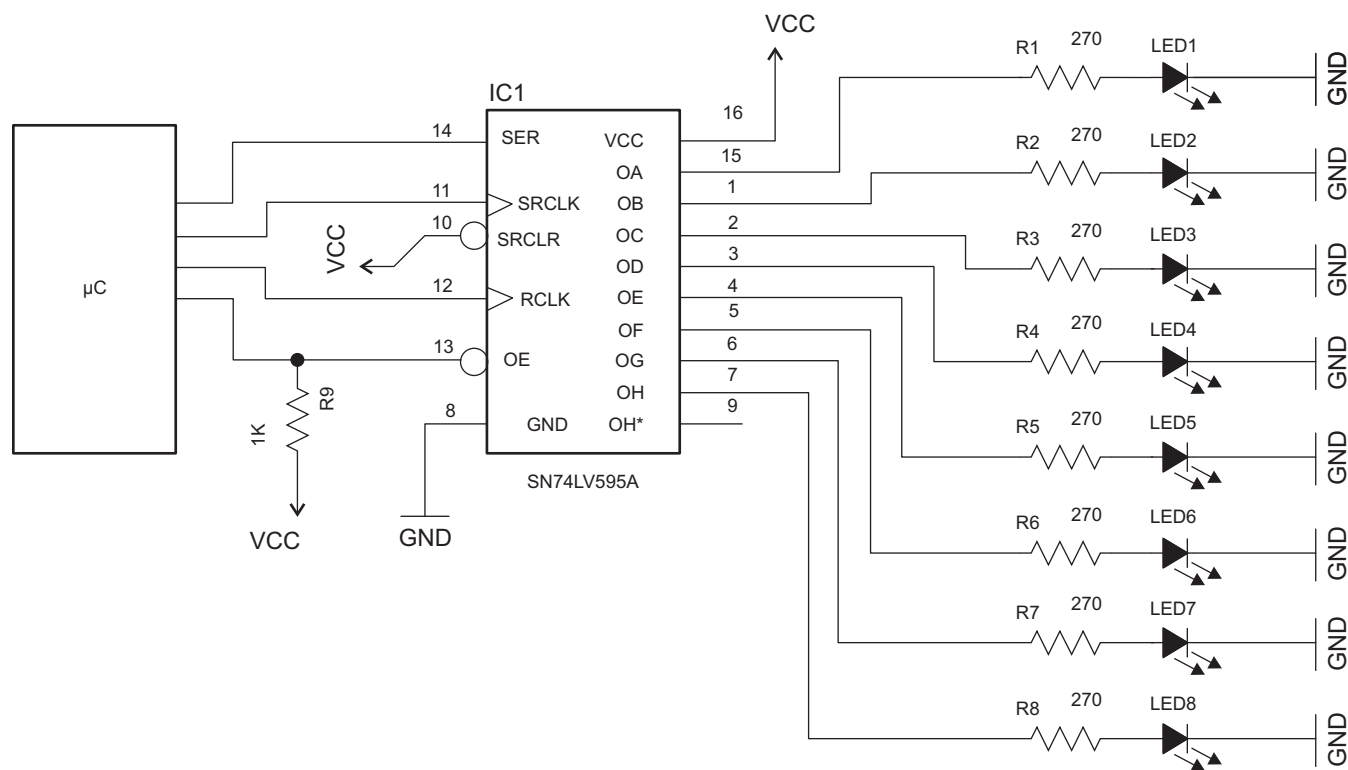 VCC
R1 270 LED1
GND
IC1
16
14 SER VCC
15
OA
R2 270 LED2
GND
1
11 SRCLK OB
2
10 SRCLR OC
VCC
R3 270 LED3
GND
3
OD
µC
4
12 RCLK OE
5
OF
R4 270 LED4
GND
6
13 OE OG
7
OH
R9
1K
8 GND OH* 9
R5 270 LED5
GND
SN74LV595A
VCC
GND
R6 270 LED6
GND
R7 270 LED7
GND
R8 270 LED8
GND